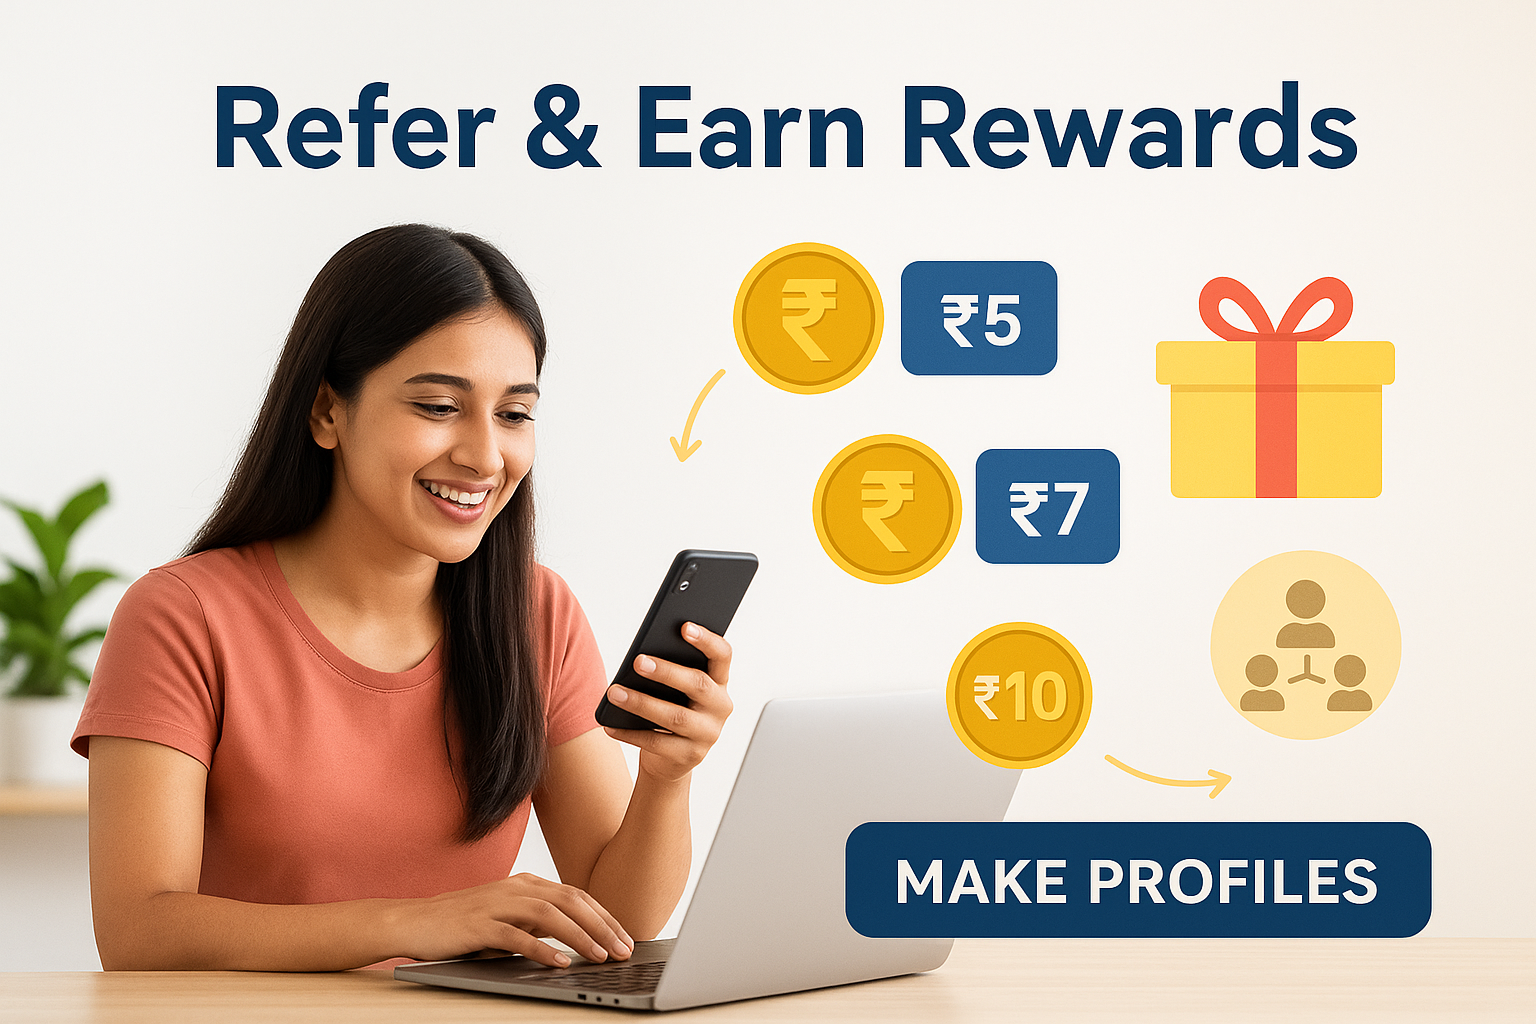 Refer & Earn Rewards
₹
₹5
₹
₹7
₹10
MAKE PROFILES